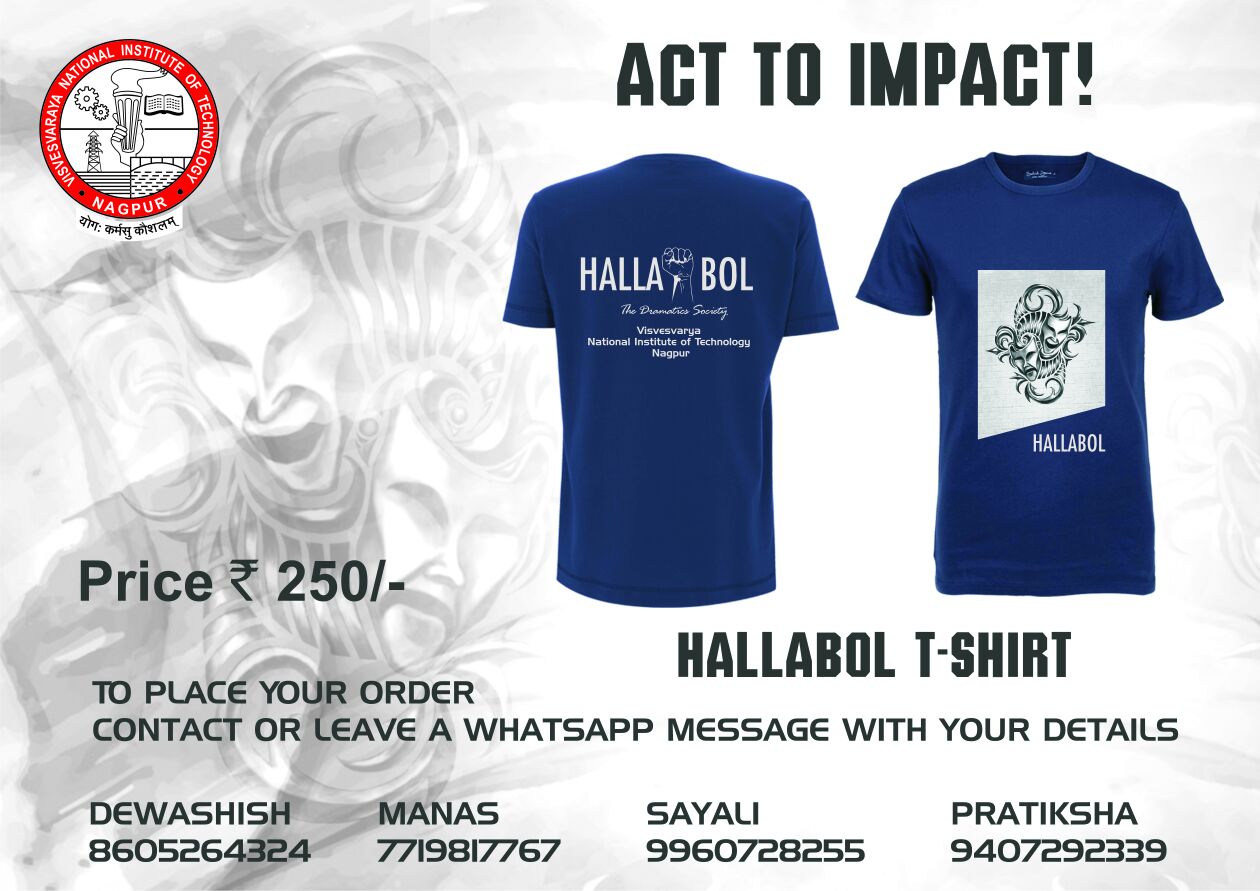 VISVESVARAYA NATIONAL INSTITUTE OF TECHNOLOGY
NAGPUR
योगः कर्मसु कौशलम्
ACT TO IMPACT!
HALLA BOL
The Dramatics Society
Visvesvarya
National Institute of Technology
Nagpur
HALLABOL
Price ₹ 250/-
HALLABOL T-SHIRT
TO PLACE YOUR ORDER
CONTACT OR LEAVE A WHATSAPP MESSAGE WITH YOUR DETAILS
DEWASHISH MANAS SAYALI PRATIKSHA
8605264324 7719817767 9960728255 9407292339